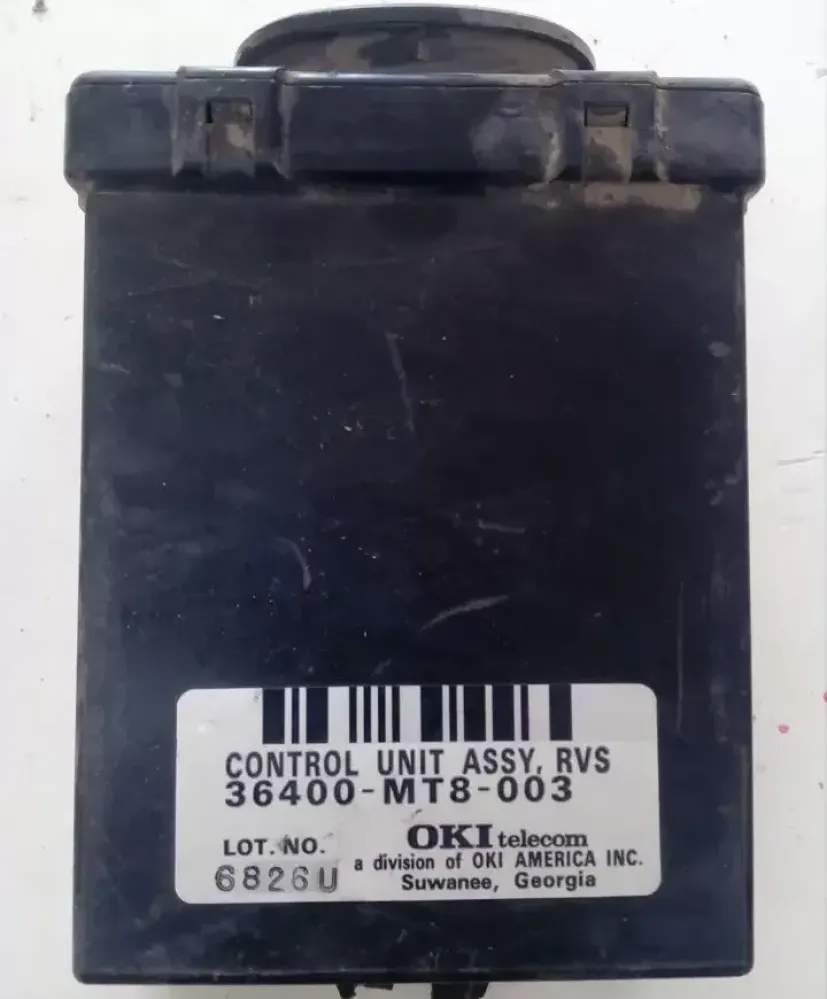 CONTROL UNIT ASSY, RVS
36400-MT8-003
LOT. NO.
6826U
OKI telecom
a division of OKI AMERICA INC.
Suwanee, Georgia